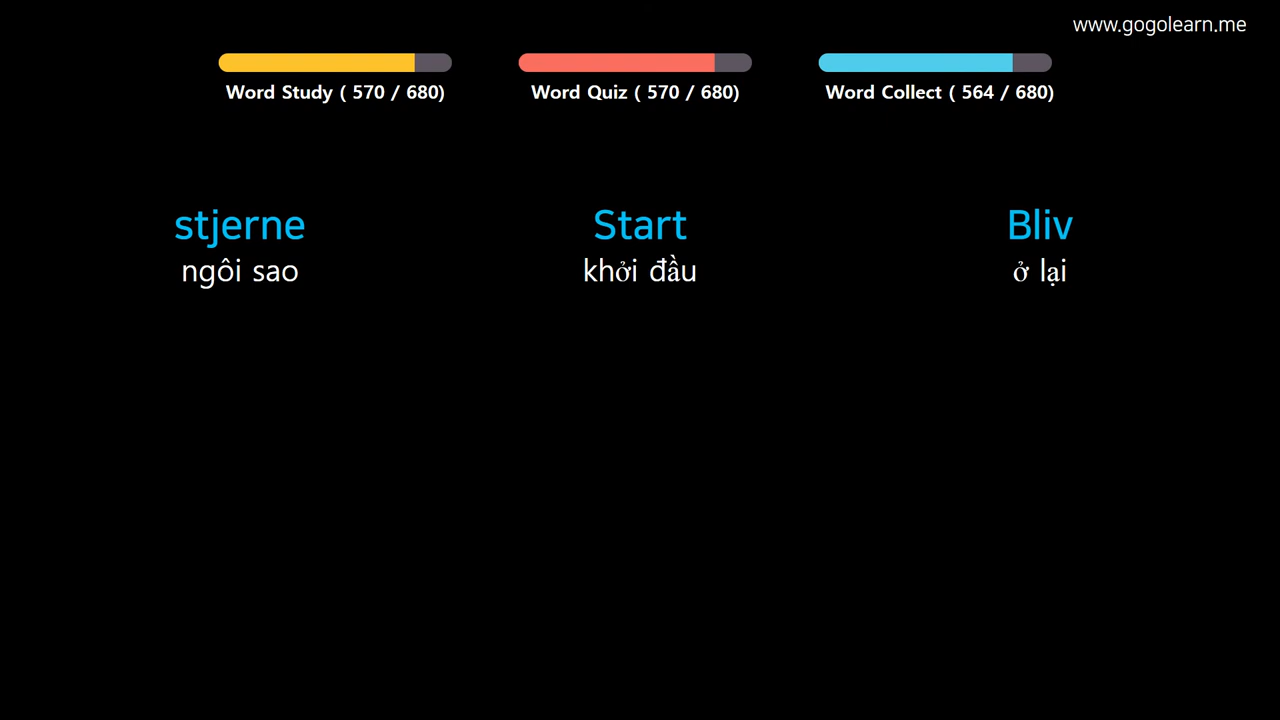 www.gogolearn.me
Word Study ( 570 / 680)
Word Quiz ( 570 / 680)
Word Collect ( 564 / 680)
stjerne
ngôi sao
Start
khởi đầu
Bliv
ở lại